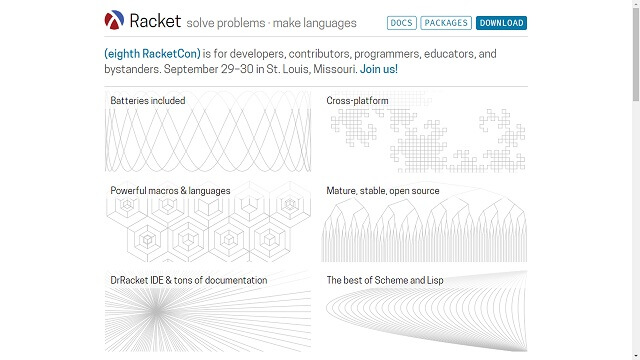 Racket solve problems · make languages DOCS PACKAGES DOWNLOAD
(eighth RacketCon) is for developers, contributors, programmers, educators, and
bystanders. September 29–30 in St. Louis, Missouri. Join us!
Batteries included
Cross-platform
Powerful macros & languages
Mature, stable, open source
DrRacket IDE & tons of documentation
The best of Scheme and Lisp